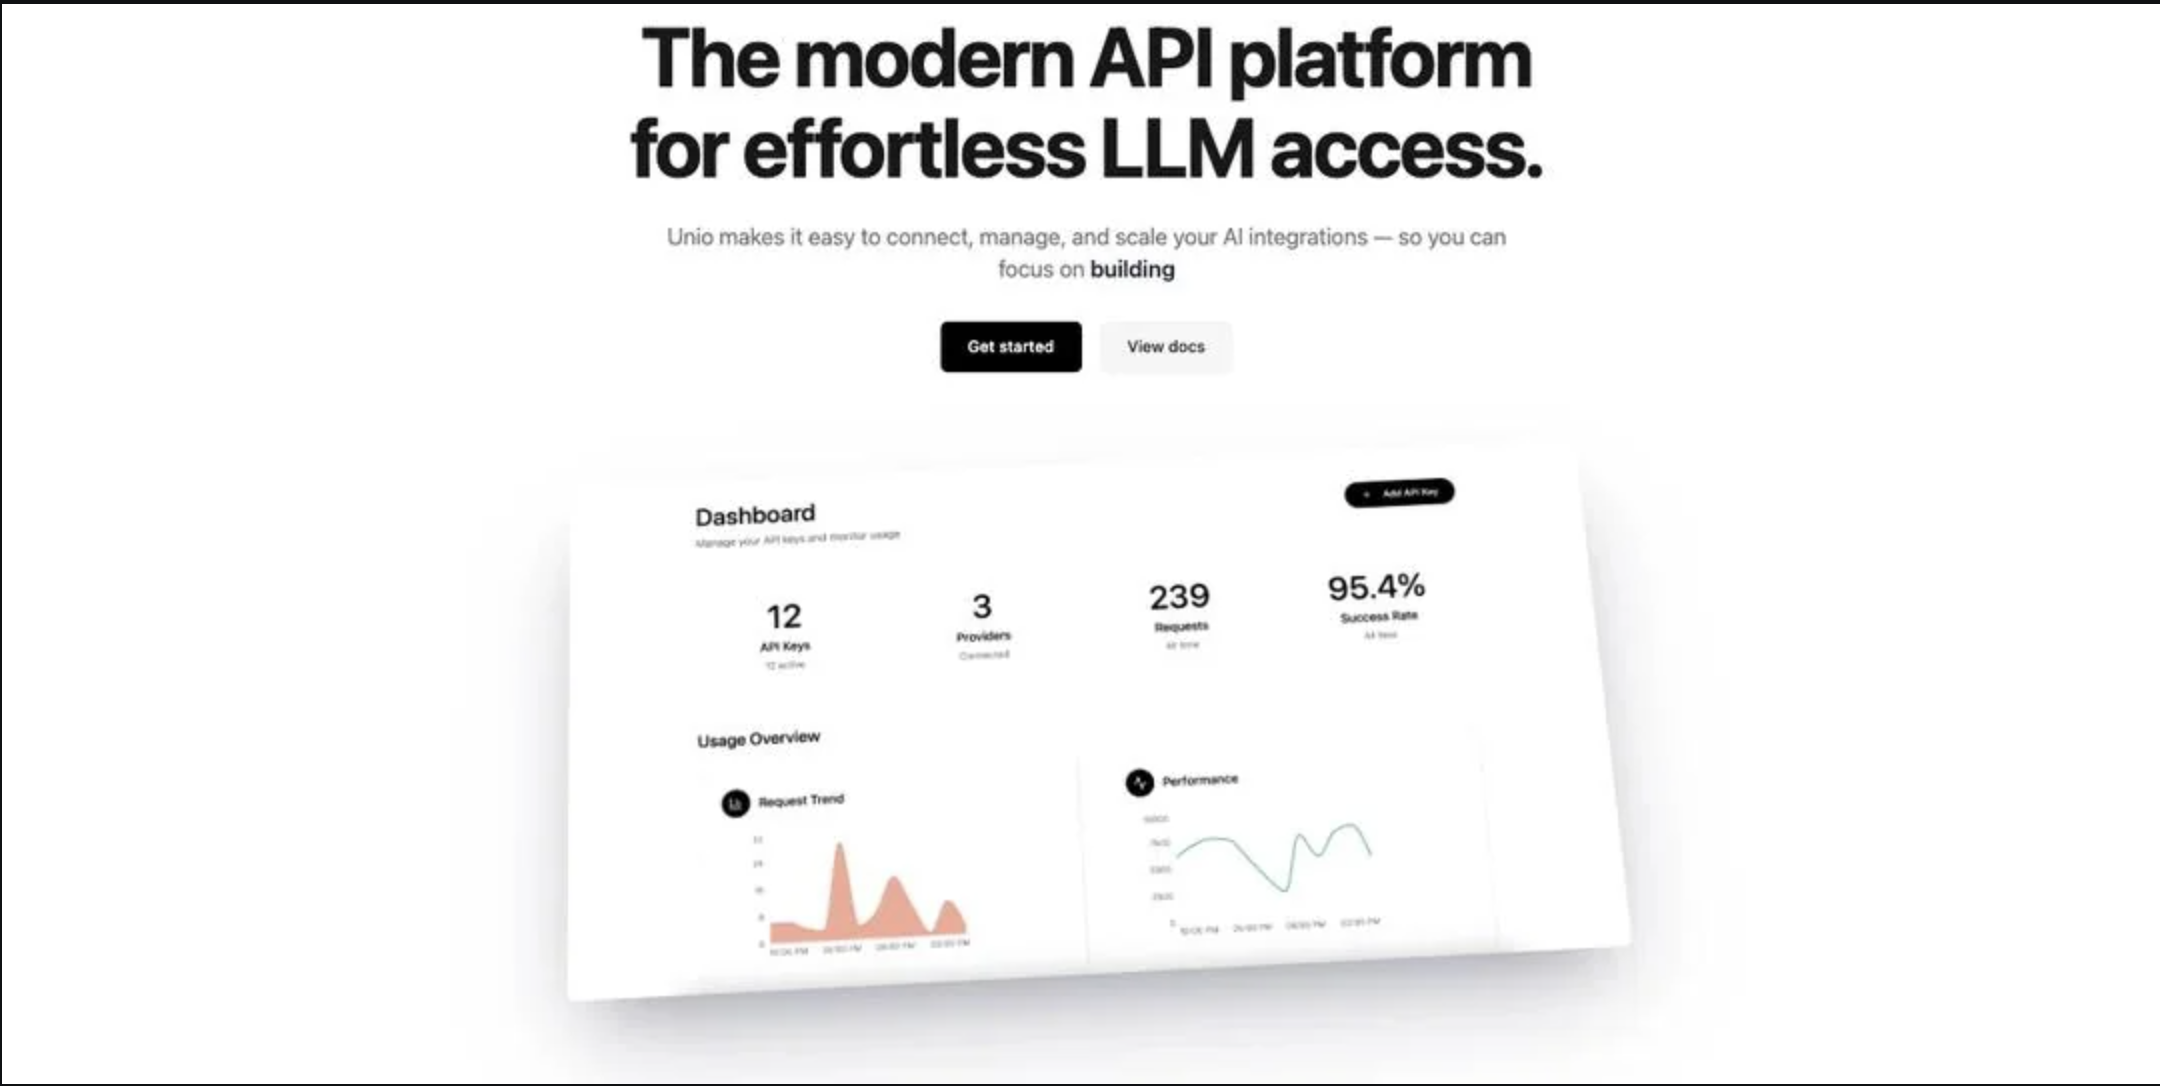 The modern API platform
for effortless LLM access.
Unio makes it easy to connect, manage, and scale your AI integrations — so you can
focus on building
Get started
View docs
Dashboard
Add API Key
Manage your API keys and monitor usage
12
API Keys
12 active
3
Providers
Connected
239
Requests
All time
95.4%
Success Rate
All time
Usage Overview
Request Trend
Performance